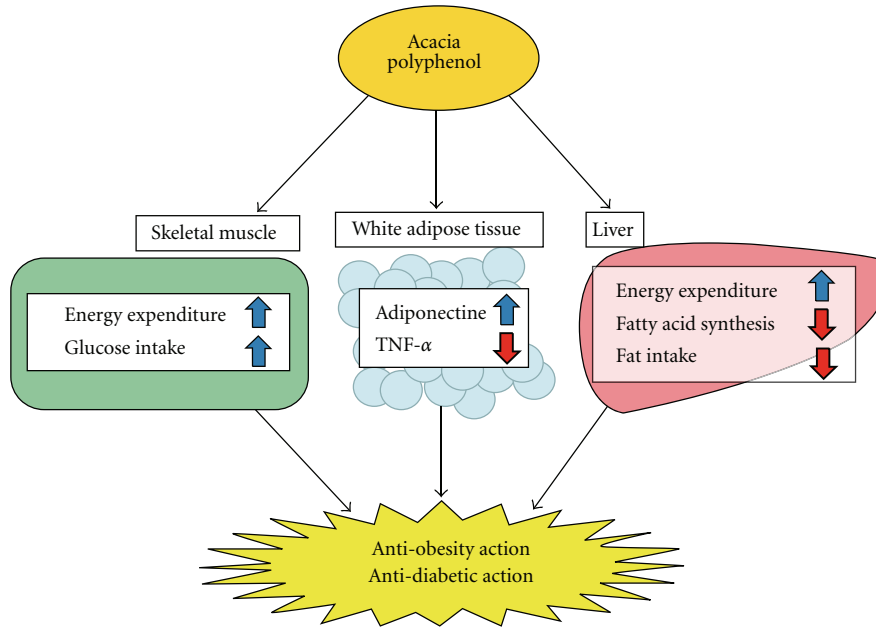 Acacia
polyphenol
Skeletal muscle
White adipose tissue
Liver
Energy expenditure
Glucose intake
Adiponectine
TNF-α
Energy expenditure
Fatty acid synthesis
Fat intake
Anti-obesity action
Anti-diabetic action